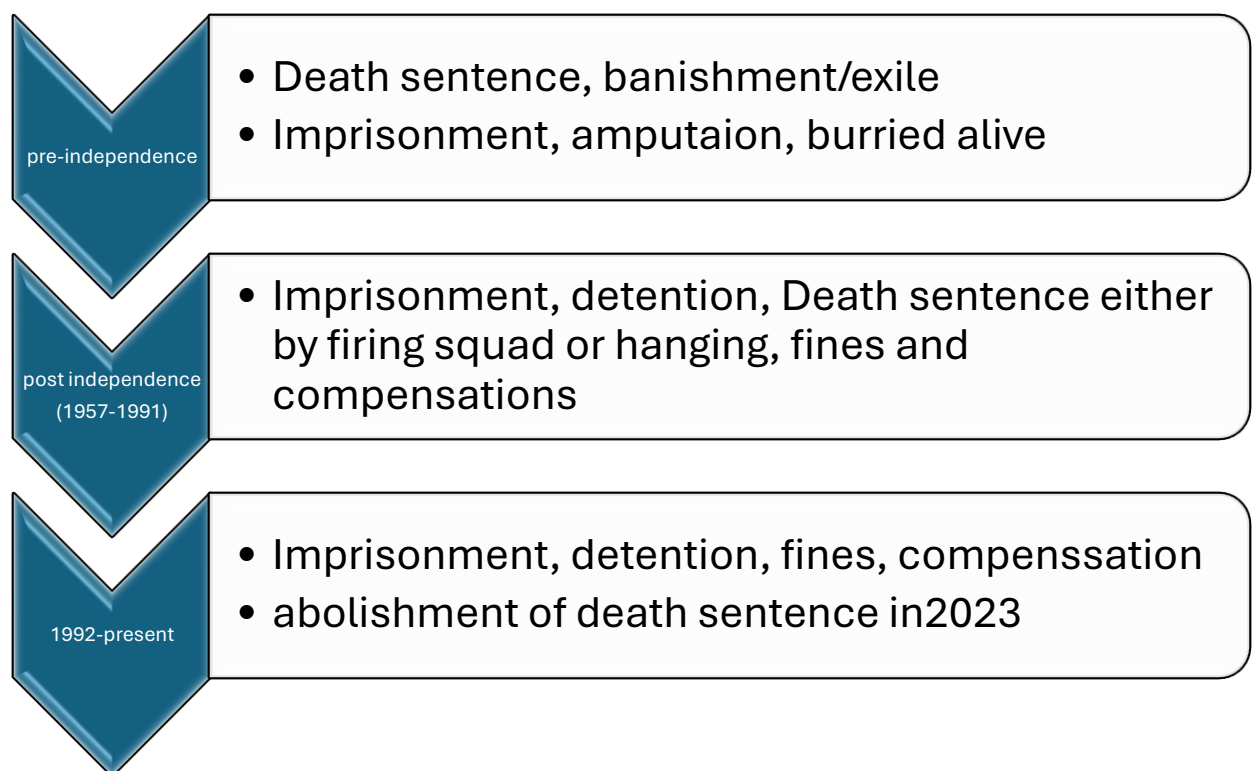 pre-independence
• Death sentence, banishment/exile
• Imprisonment, amputaion, burried alive
post independence
(1957-1991)
• Imprisonment, detention, Death sentence either
by firing squad or hanging, fines and
compensations
1992-present
• Imprisonment, detention, fines, compenssation
• abolishment of death sentence in2023